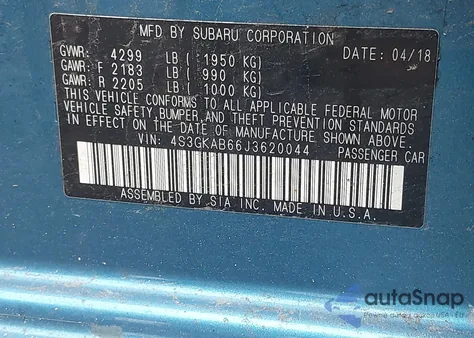 MFD BY SUBARU CORPORATION
GVWR: 4299 LB ( 1950 KG) DATE: 04/18
GAWR: F 2183 LB ( 990 KG)
GAWR: R 2205 LB ( 1000 KG)
THIS VEHICLE CONFORMS TO ALL APPLICABLE FEDERAL MOTOR
VEHICLE SAFETY, BUMPER, AND THEFT PREVENTION STANDARDS
IN EFFECT ON THE DATE OF MANUFACTURE SHOWN ABOVE.
VIN: 4S3GKAB66J3620044 PASSENGER CAR
ASSEMBLED BY SIA INC. MADE IN U.S.A.
autoSnap